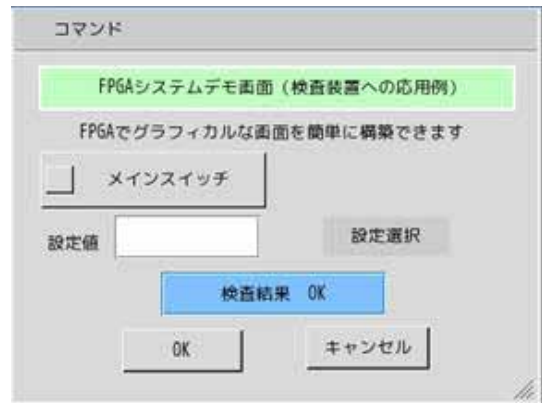 コマンド
FPGAシステムデモ画面（検査装置への応用例）
FPGAでグラフィカルな画面を簡単に構築できます
メインスイッチ
設定値 設定選択
検査結果 OK
OK キャンセル